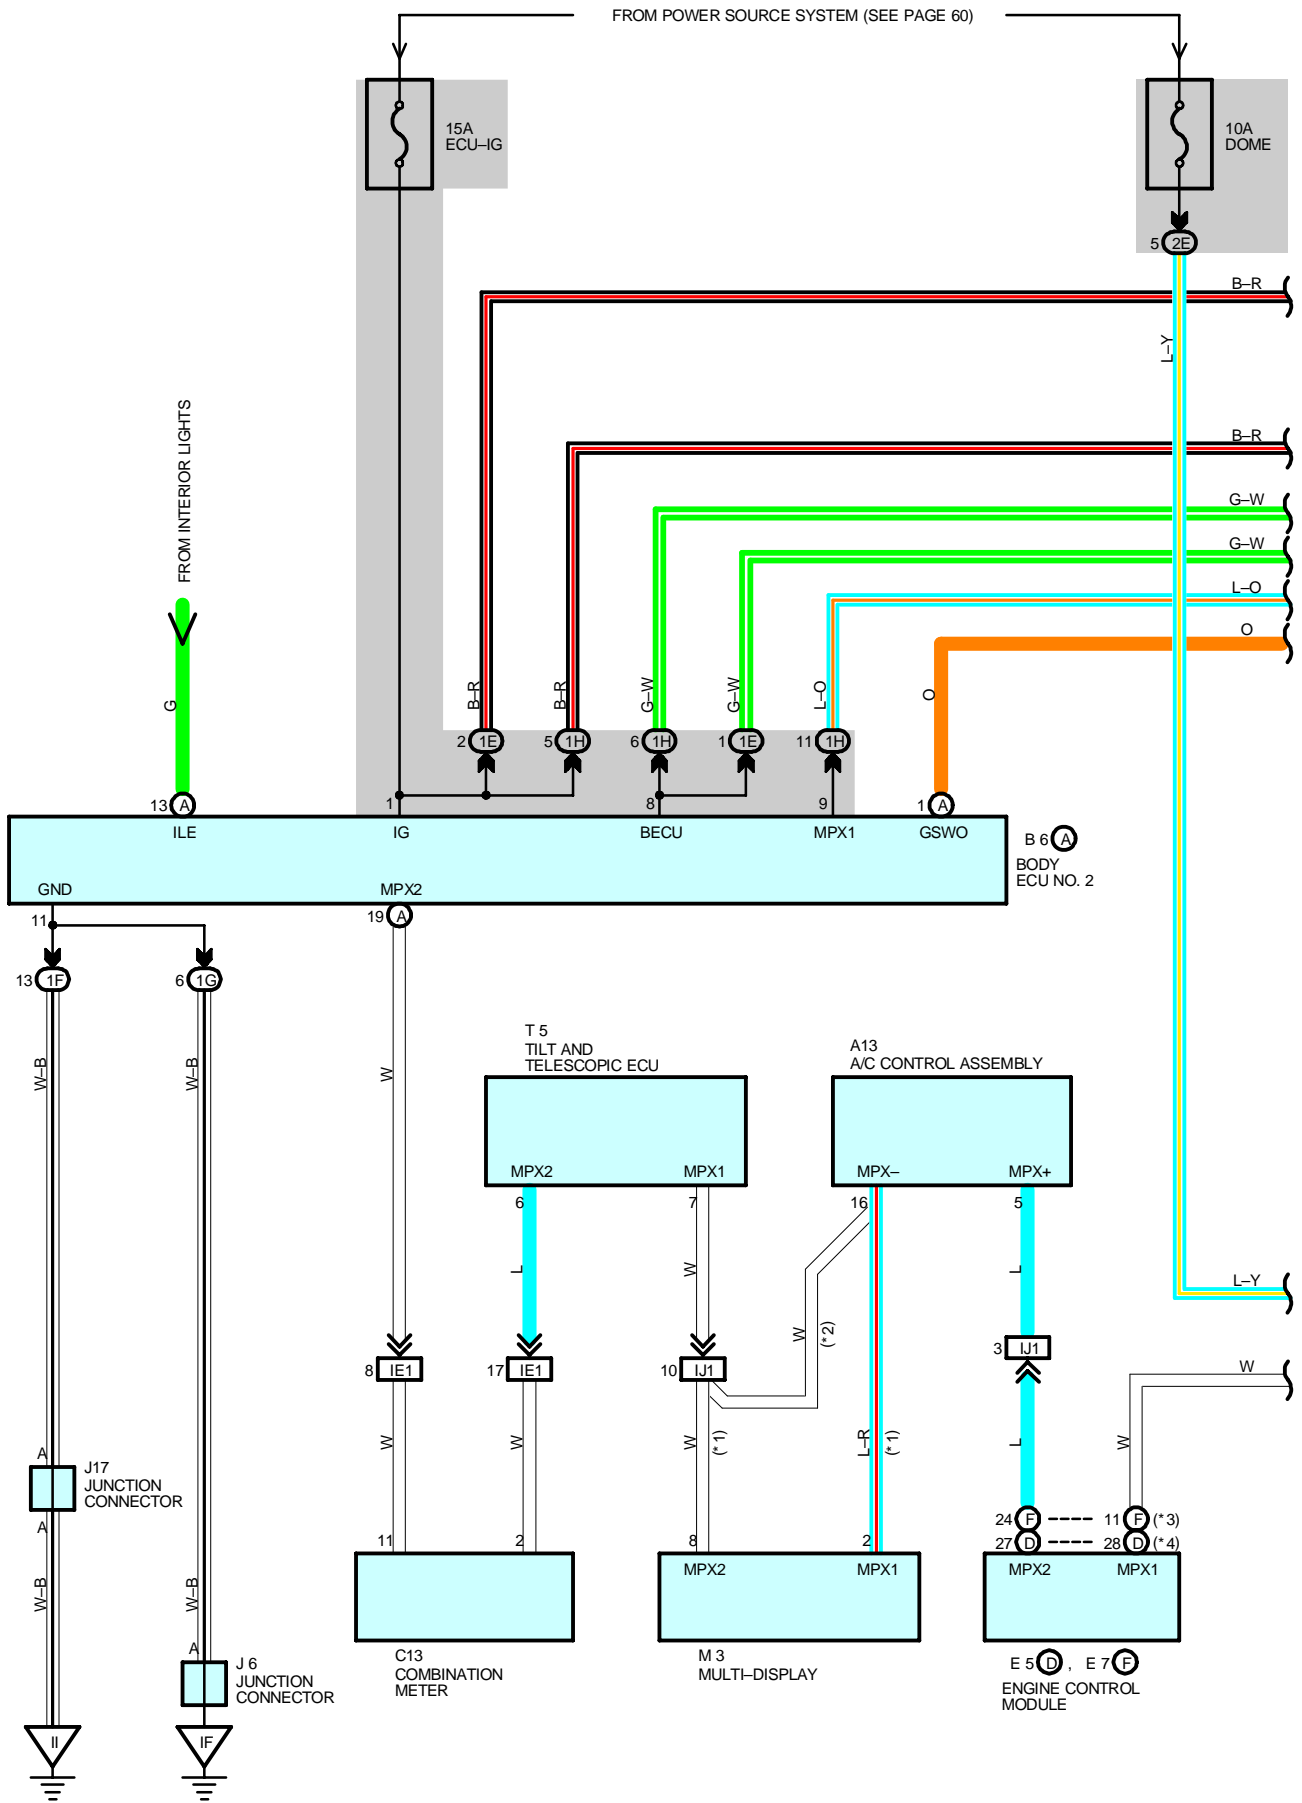 FROM POWER SOURCE SYSTEM (SEE PAGE 60)
15A
ECU–IG
10A
DOME
5 2E
B–R
L–Y
FROM INTERIOR LIGHTS
B–R
G–W
G–W
L–O
O
G
B–R
B–R
G–W
G–W
L–O
O
2 1E
5 1H
6 1H
1 1E
11 1H
13 A
1
8
9
1 A
ILE
IG
BECU
MPX1
GSWO
B 6 A
BODY
ECU NO. 2
GND
MPX2
11
19 A
13 1F
6 1G
W–B
W–B
W
T 5
TILT AND
TELESCOPIC ECU
A13
A/C CONTROL ASSEMBLY
MPX2
MPX1
MPX–
MPX+
6
7
16
5
L
W
L
L–Y
W
(*2)
3 IJ1
8 IE1
17 IE1
10 IJ1
W
W
W
W
(*1)
L–R
(*1)
L
W
A
J17
JUNCTION
CONNECTOR
A
24 F
11 F (*3)
27 D
28 D (*4)
11
2
8
2
MPX2
MPX1
MPX2
MPX1
W–B
W–B
A
J 6
JUNCTION
CONNECTOR
C13
COMBINATION
METER
M 3
MULTI–DISPLAY
E 5 D , E 7 F
ENGINE CONTROL
MODULE
II
IF